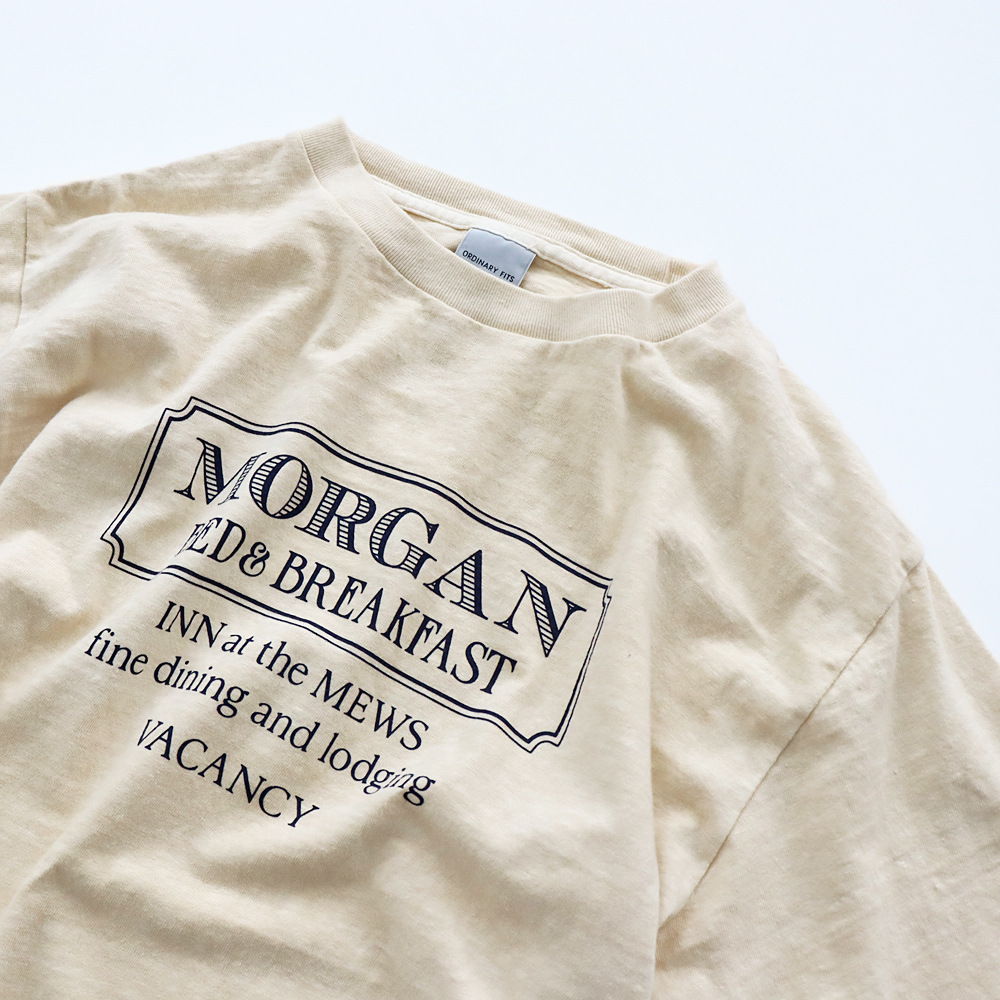 ORDINARY FITS
MORGAN
BED & BREAKFAST
INN at the MEWS
fine dining and lodging
VACANCY